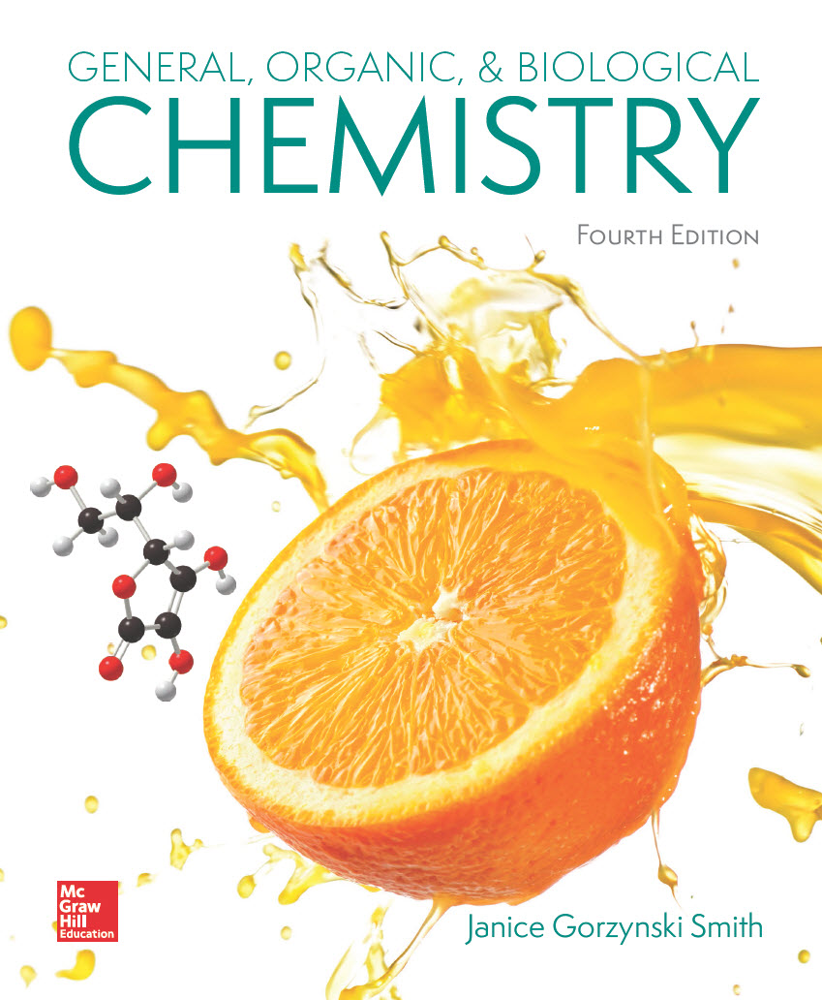 GENERAL, ORGANIC, & BIOLOGICAL
CHEMISTRY
FOURTH EDITION
Mc
Graw
Hill
Education
Janice Gorzynski Smith